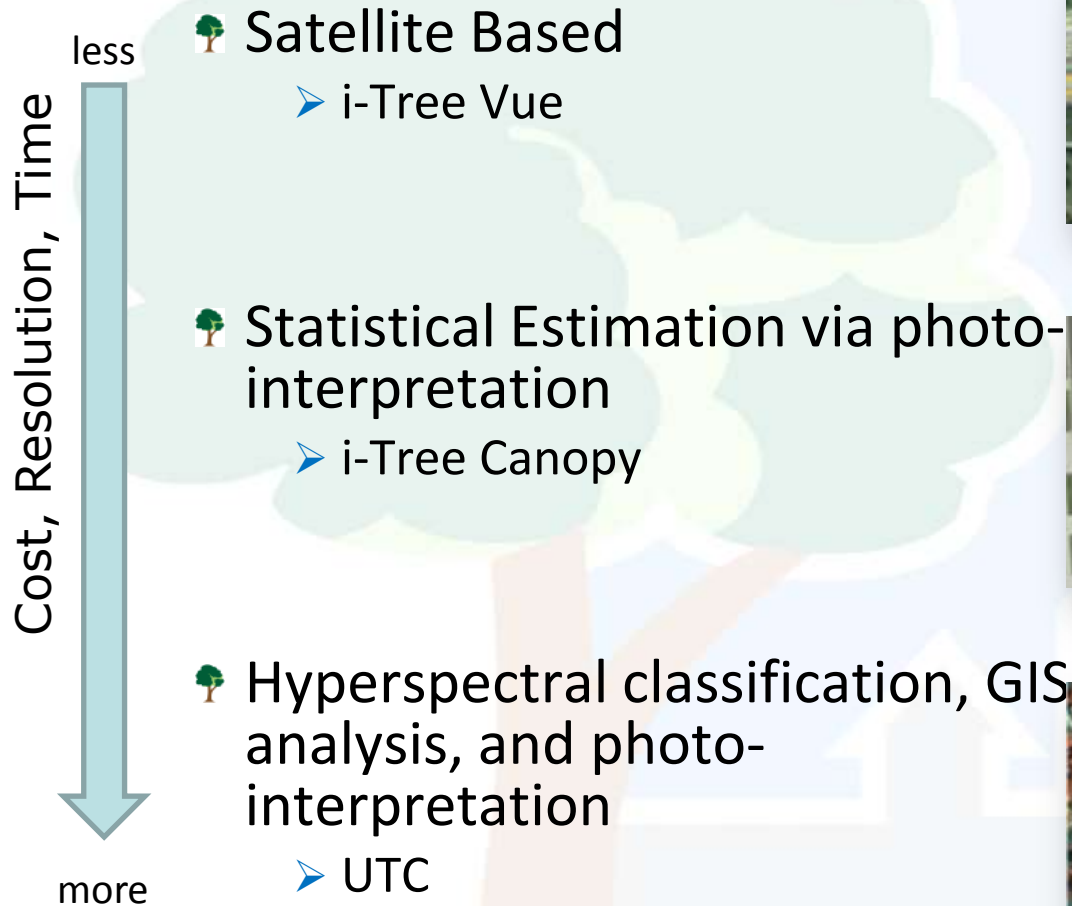 less
Cost, Resolution, Time
more
Satellite Based
i-Tree Vue
Statistical Estimation via photo-
interpretation
i-Tree Canopy
Hyperspectral classification, GIS
analysis, and photo-
interpretation
UTC